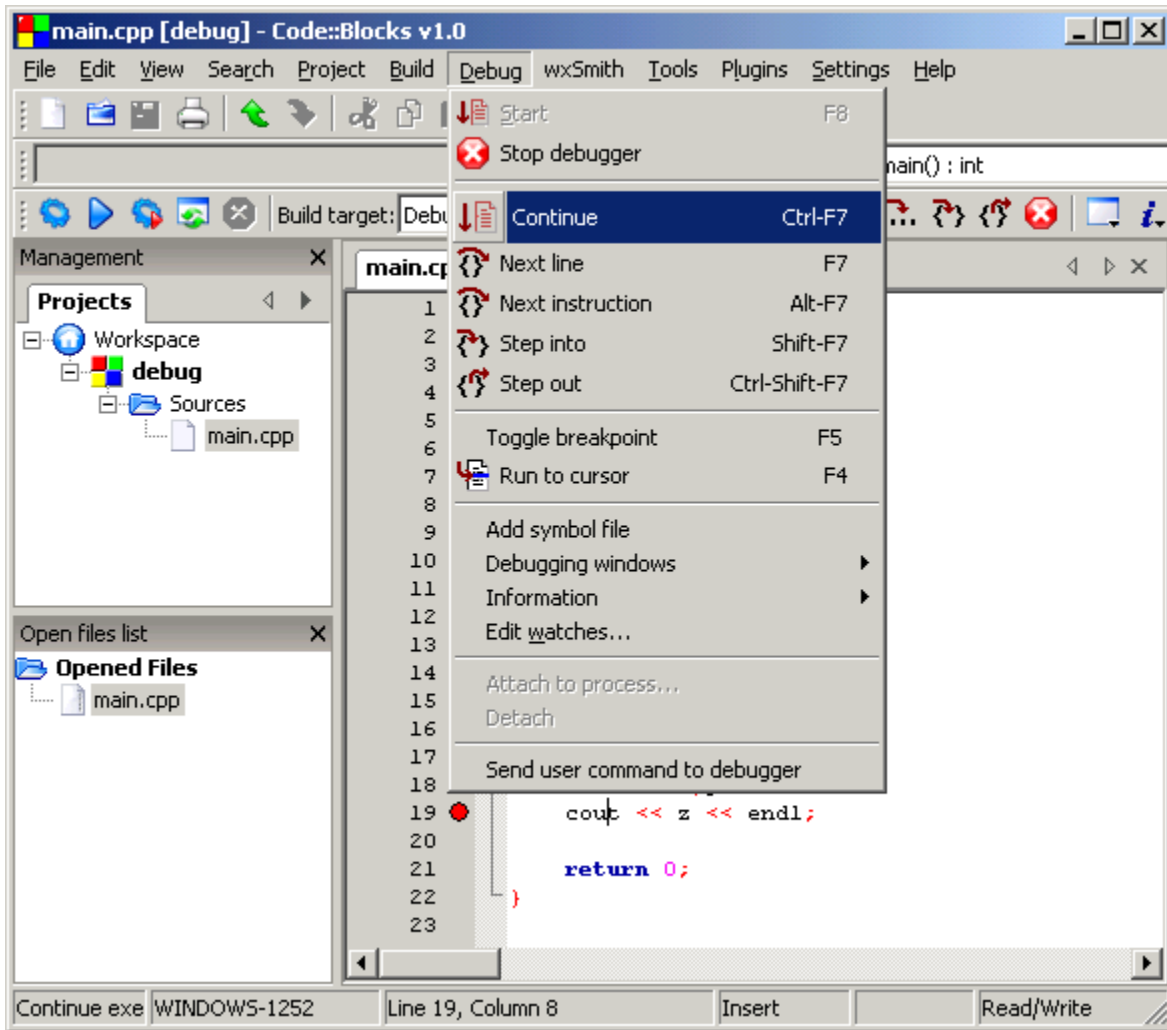 main.cpp [debug] - Code::Blocks v1.0
File Edit View Search Project Build Debug wxSmith Tools Plugins Settings Help
Start F8
Stop debugger
main() : int
Continue Ctrl-F7
Build target: Debu
Next line F7
Next instruction Alt-F7
Step into Shift-F7
Step out Ctrl-Shift-F7
Toggle breakpoint F5
Run to cursor F4
Add symbol file
Debugging windows
Information
Edit watches...
Attach to process...
Detach
Send user command to debugger
Management
Projects
Workspace
debug
Sources
main.cpp
Open files list
Opened Files
main.cpp
main.cp
1
2
3
4
5
6
7
8
9
10
11
12
13
14
15
16
17
18
19 cout << z << endl;
20
21 return 0;
22 }
23
Continue exe WINDOWS-1252 Line 19, Column 8 Insert Read/Write